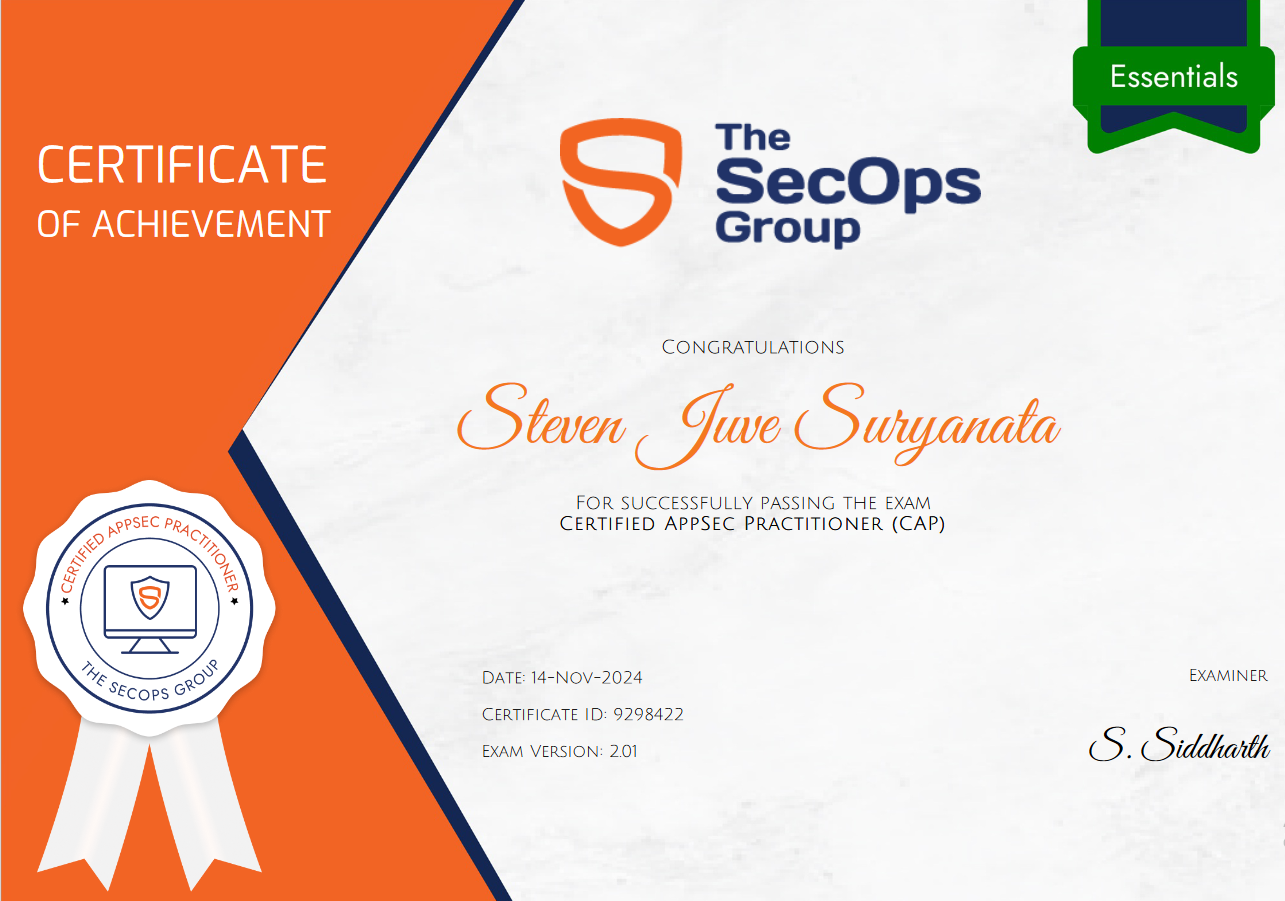 Essentials
CERTIFICATE
OF ACHIEVEMENT
The
SecOps
Group
Congratulations
Steven Juve Suryanata
For successfully passing the exam
Certified AppSec Practitioner (CAP)
CERTIFIED APPSEC PRACTITIONER
THE SECOPS GROUP
Date: 14-Nov-2024
Certificate ID: 9298422
Exam Version: 2.01
Examiner
S. Siddharth